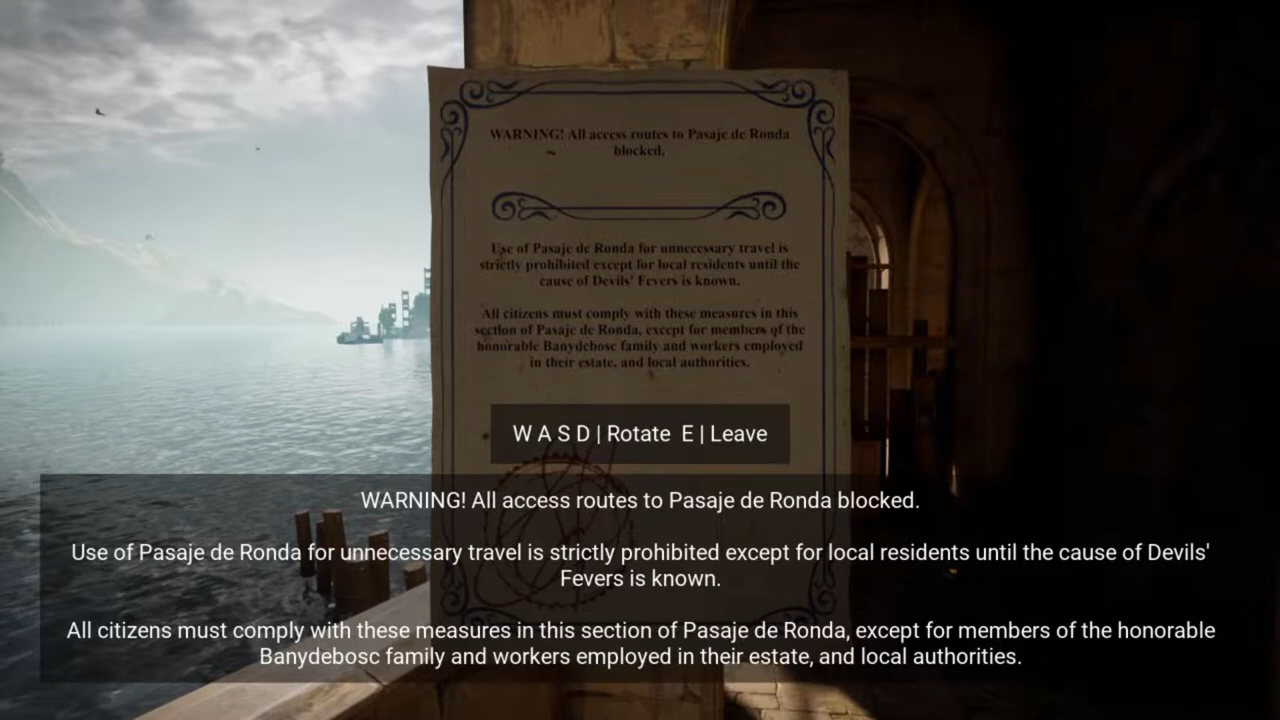 WARNING! All access routes to Pasaje de Ronda
blocked.
Use of Pasaje de Ronda for unnecessary travel is
strictly prohibited except for local residents until the
cause of Devils' Fevers is known.
All citizens must comply with these measures in this
section of Pasaje de Ronda, except for members of the
honorable Banydebosc family and workers employed
in their estate, and local authorities.
W A S D | Rotate E | Leave
WARNING! All access routes to Pasaje de Ronda blocked.
Use of Pasaje de Ronda for unnecessary travel is strictly prohibited except for local residents until the cause of Devils'
Fevers is known.
All citizens must comply with these measures in this section of Pasaje de Ronda, except for members of the honorable
Banydebosc family and workers employed in their estate, and local authorities.